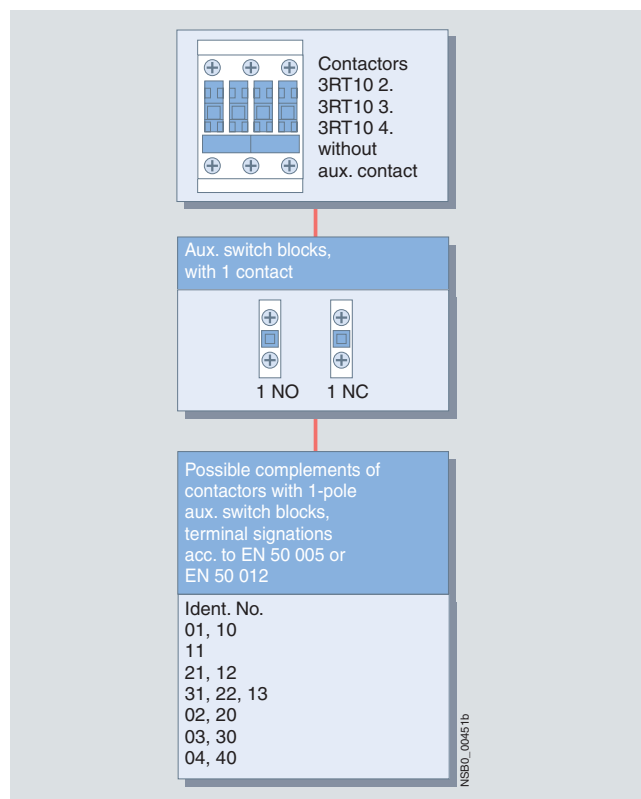 Contactors
3RT10 2.
3RT10 3.
3RT10 4.
without
aux. contact
Aux. switch blocks,
with 1 contact
1 NO 1 NC
Possible complements of
contactors with 1-pole
aux. switch blocks,
terminal signations
acc. to EN 50 005 or
EN 50 012
Ident. No.
01, 10
11
21, 12
31, 22, 13
02, 20
03, 30
04, 40
NSB0_00451b